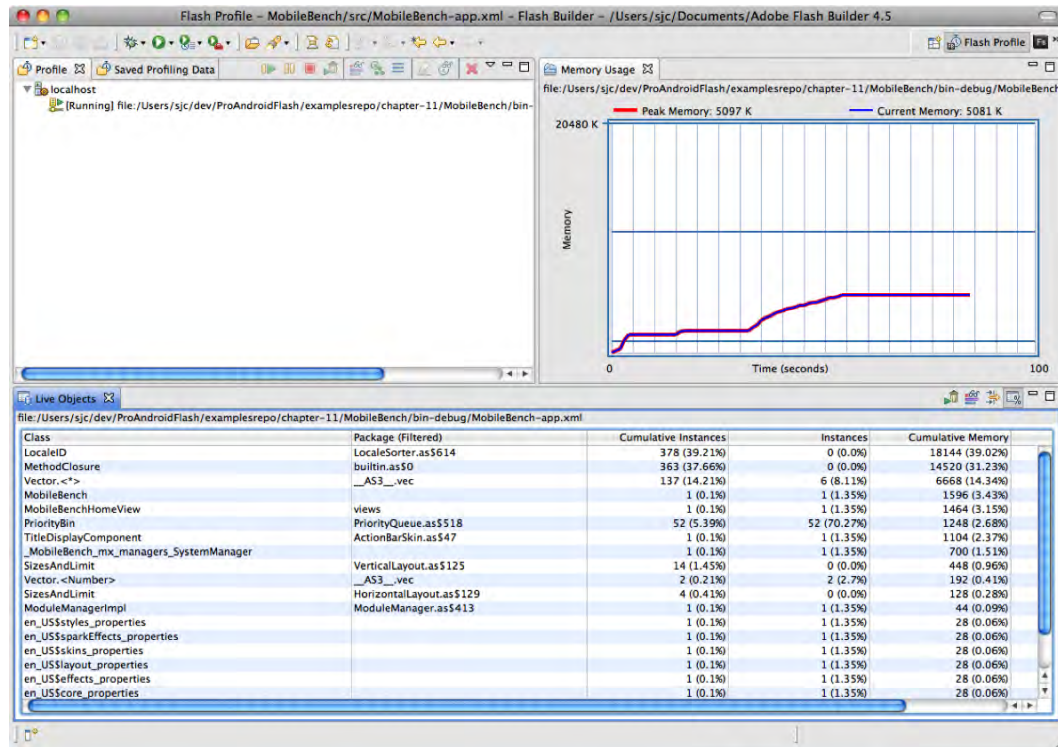 Flash Profile – MobileBench/src/MobileBench-app.xml – Flash Builder – /Users/sjc/Documents/Adobe Flash Builder 4.5
Flash Profile
Fs
Profile
Saved Profiling Data
localhost
[Running] file:/Users/sjc/dev/ProAndroidFlash/examplesrepo/chapter-11/MobileBench/bin-
Memory Usage
file:/Users/sjc/dev/ProAndroidFlash/examplesrepo/chapter-11/MobileBench/bin-debug/MobileBench
Peak Memory: 5097 K Current Memory: 5081 K
20480 K
Memory
0 Time (seconds) 100
Live Objects
file:/Users/sjc/dev/ProAndroidFlash/examplesrepo/chapter-11/MobileBench/bin-debug/MobileBench-app.xml
Class Package (Filtered) Cumulative Instances Instances Cumulative Memory
LocaleID LocaleSorter.as$614 378 (39.21%) 0 (0.0%) 18144 (39.02%)
MethodClosure builtin.as$0 363 (37.66%) 0 (0.0%) 14520 (31.23%)
Vector.<*> __AS3__.vec 137 (14.21%) 6 (8.11%) 6668 (14.34%)
MobileBench 1 (0.1%) 1 (1.35%) 1596 (3.43%)
MobileBenchHomeView views 1 (0.1%) 1 (1.35%) 1464 (3.15%)
PriorityBin PriorityQueue.as$518 52 (5.39%) 52 (70.27%) 1248 (2.68%)
TitleDisplayComponent ActionBarSkin.as$47 1 (0.1%) 1 (1.35%) 1104 (2.37%)
_MobileBench_mx_managers_SystemManager 1 (0.1%) 1 (1.35%) 700 (1.51%)
SizesAndLimit VerticalLayout.as$125 14 (1.45%) 0 (0.0%) 448 (0.96%)
Vector.<Number> __AS3__.vec 2 (0.21%) 2 (2.7%) 192 (0.41%)
SizesAndLimit HorizontalLayout.as$129 4 (0.41%) 0 (0.0%) 128 (0.28%)
ModuleManagerImpl ModuleManager.as$413 1 (0.1%) 1 (1.35%) 44 (0.09%)
en_US$styles_properties 1 (0.1%) 1 (1.35%) 28 (0.06%)
en_US$sparkEffects_properties 1 (0.1%) 1 (1.35%) 28 (0.06%)
en_US$skins_properties 1 (0.1%) 1 (1.35%) 28 (0.06%)
en_US$layout_properties 1 (0.1%) 1 (1.35%) 28 (0.06%)
en_US$effects_properties 1 (0.1%) 1 (1.35%) 28 (0.06%)
en_US$core_properties 1 (0.1%) 1 (1.35%) 28 (0.06%)